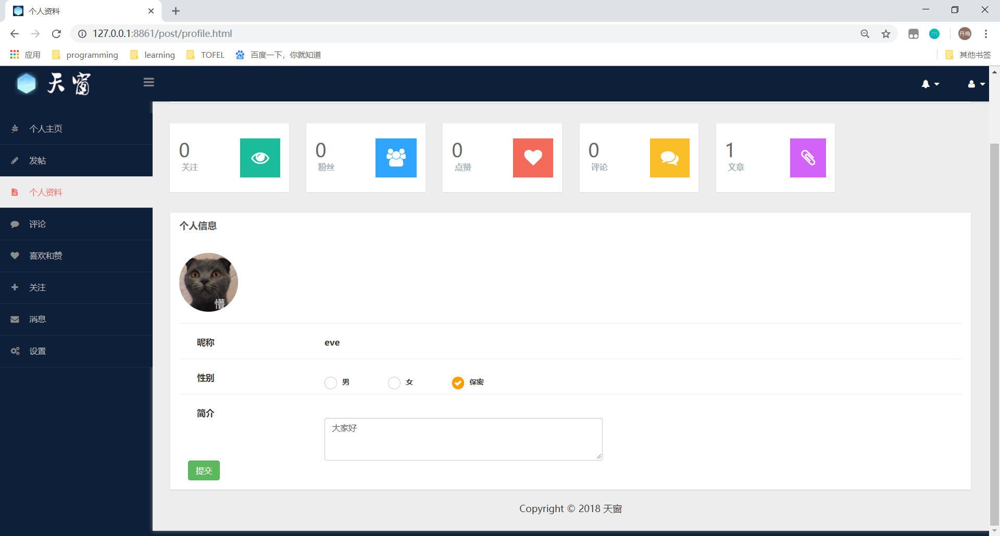 个人资料
127.0.0.1:8861/post/profile.html
丹梅
应用 programming learning TOFEL 百度一下，你就知道 其他书签
天窗
个人主页
发帖
个人资料
评论
喜欢和赞
关注
消息
设置
0 0 0 0 1
关注 粉丝 点赞 评论 文章
个人信息
懵
昵称 eve
性别 男 女 保密
简介
大家好
提交
Copyright © 2018 天窗